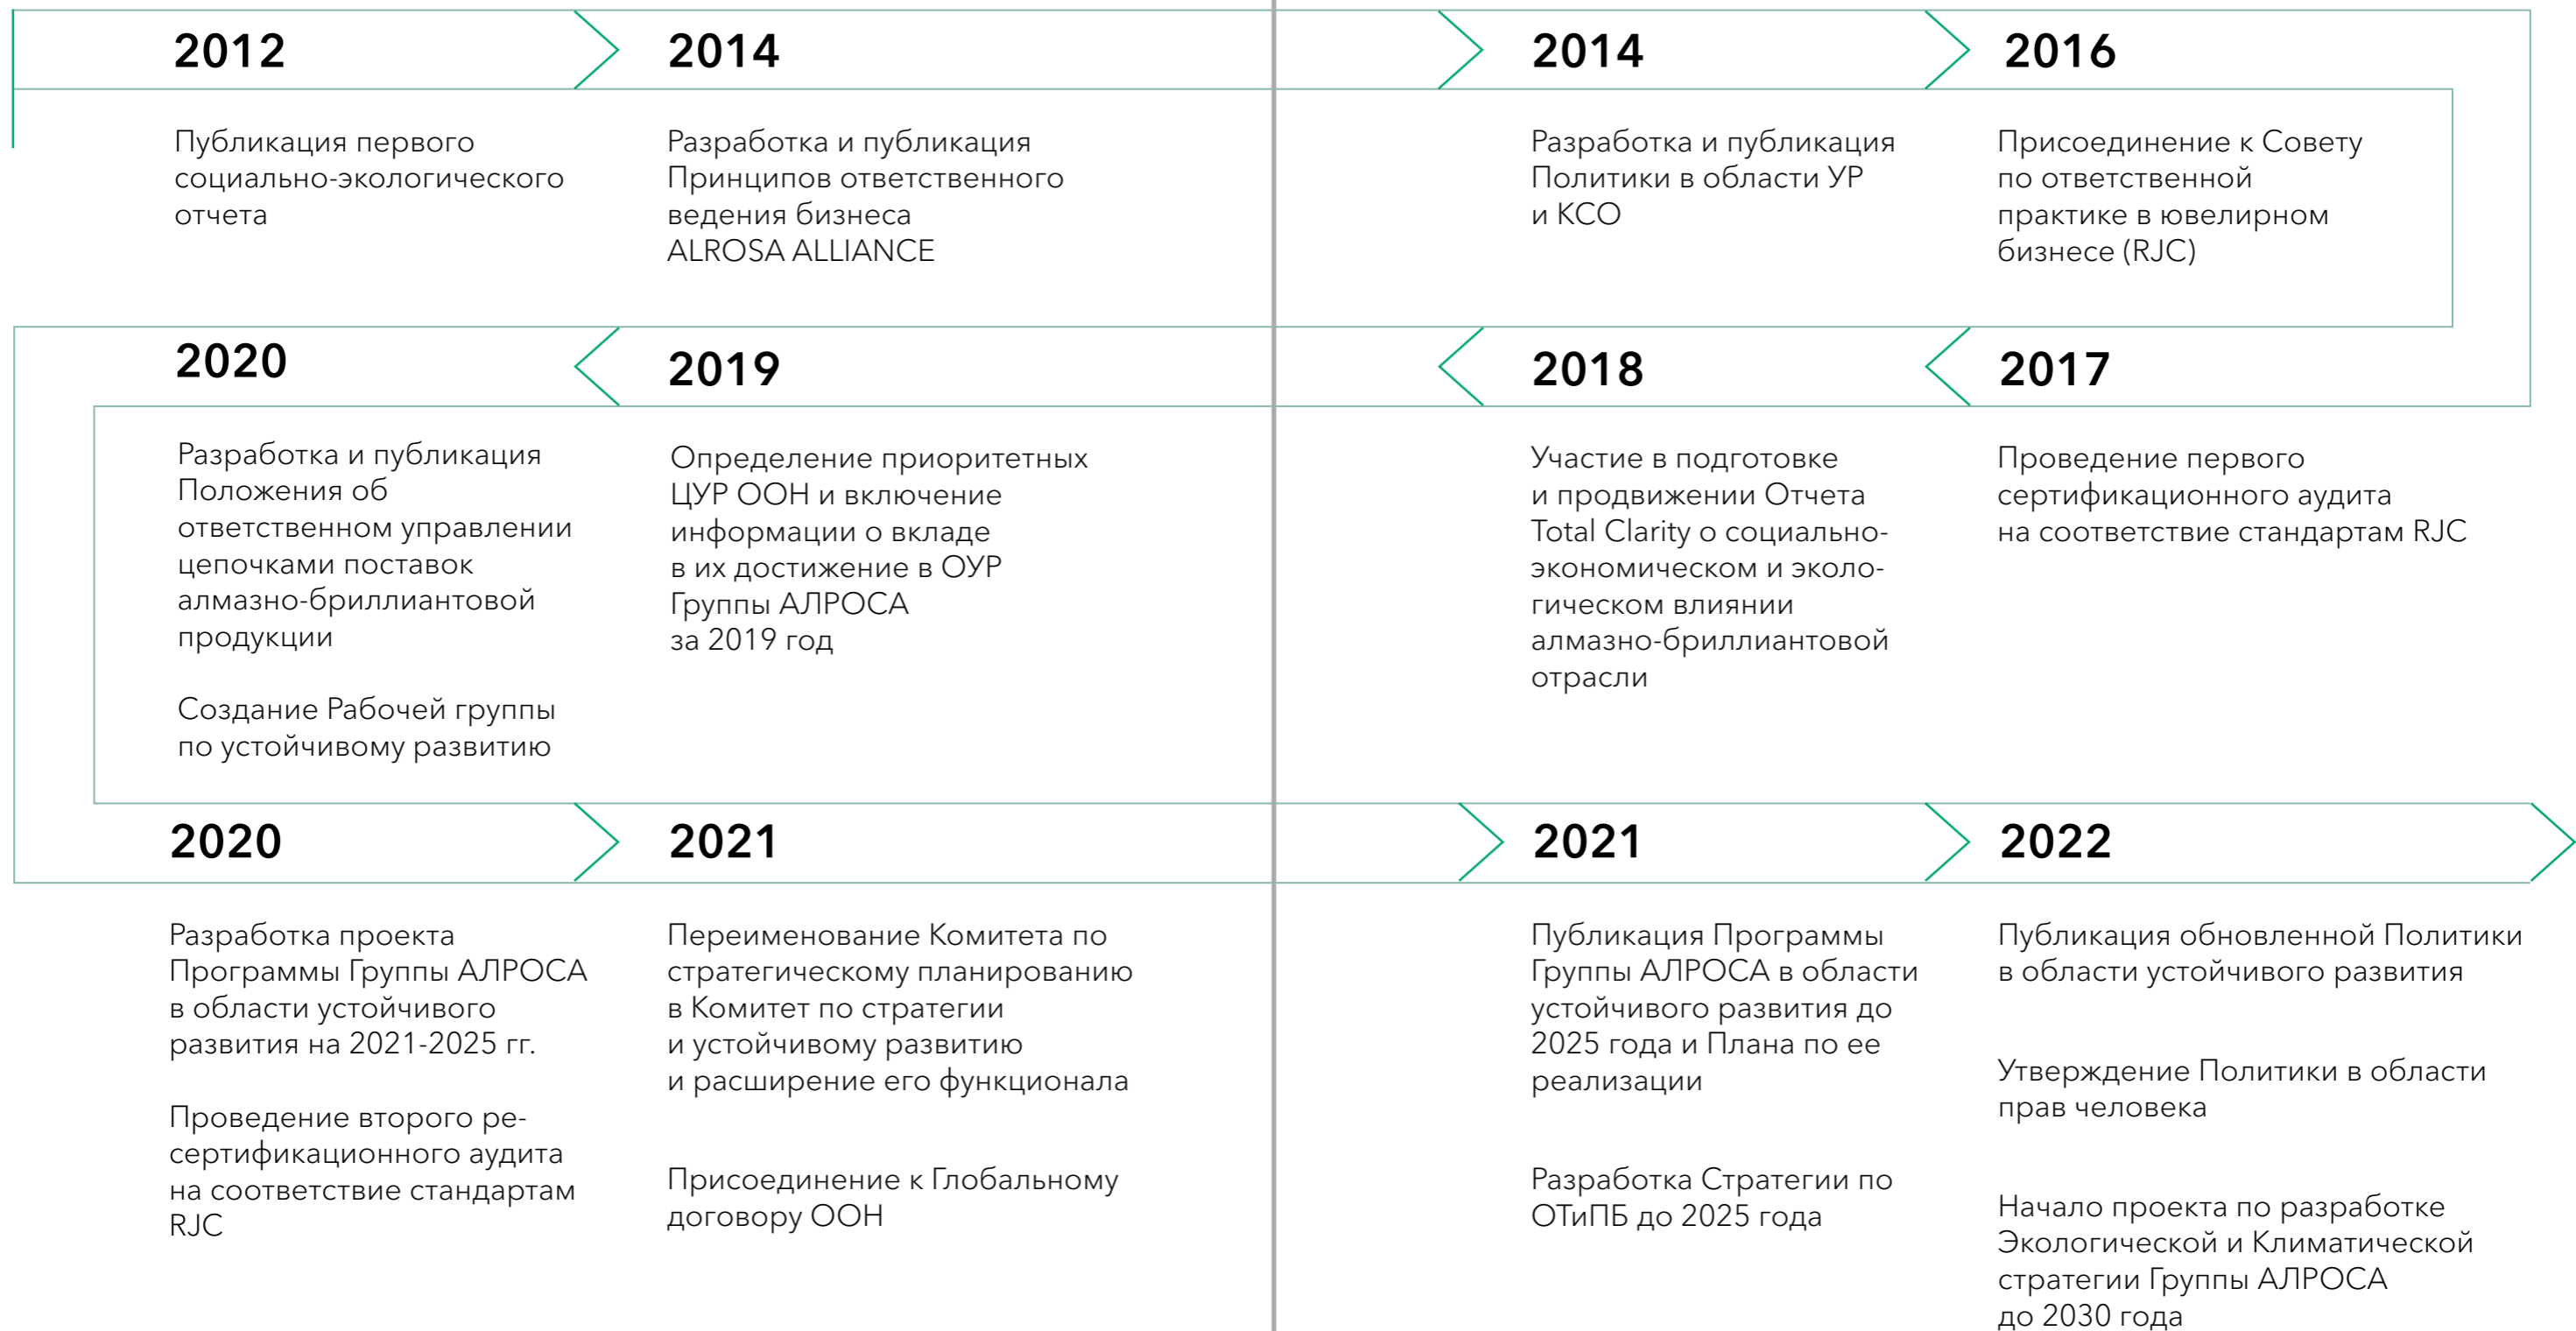 2012
Публикация первого
социально-экологического
отчета
2014
Разработка и публикация
Принципов ответственного
ведения бизнеса
ALROSA ALLIANCE
2014
Разработка и публикация
Политики в области УР
и КСО
2016
Присоединение к Совету
по ответственной
практике в ювелирном
бизнесе (RJC)
2017
Проведение первого
сертификационного аудита
на соответствие стандартам RJC
2018
Участие в подготовке
и продвижении Отчета
Total Clarity о социально-
экономическом и эколо-
гическом влиянии
алмазно-бриллиантовой
отрасли
2019
Определение приоритетных
ЦУР ООН и включение
информации о вкладе
в их достижение в ОУР
Группы АЛРОСА
за 2019 год
2020
Разработка и публикация
Положения об
ответственном управлении
цепочками поставок
алмазно-бриллиантовой
продукции
Создание Рабочей группы
по устойчивому развитию
2020
Разработка проекта
Программы Группы АЛРОСА
в области устойчивого
развития на 2021-2025 гг.
Проведение второго ре-
сертификационного аудита
на соответствие стандартам
RJC
2021
Переименование Комитета по
стратегическому планированию
в Комитет по стратегии
и устойчивому развитию
и расширение его функционала
Присоединение к Глобальному
договору ООН
2021
Публикация Программы
Группы АЛРОСА в области
устойчивого развития до
2025 года и Плана по ее
реализации
Разработка Стратегии по
ОТиПБ до 2025 года
2022
Публикация обновленной Политики
в области устойчивого развития
Утверждение Политики в области
прав человека
Начало проекта по разработке
Экологической и Климатической
стратегии Группы АЛРОСА
до 2030 года